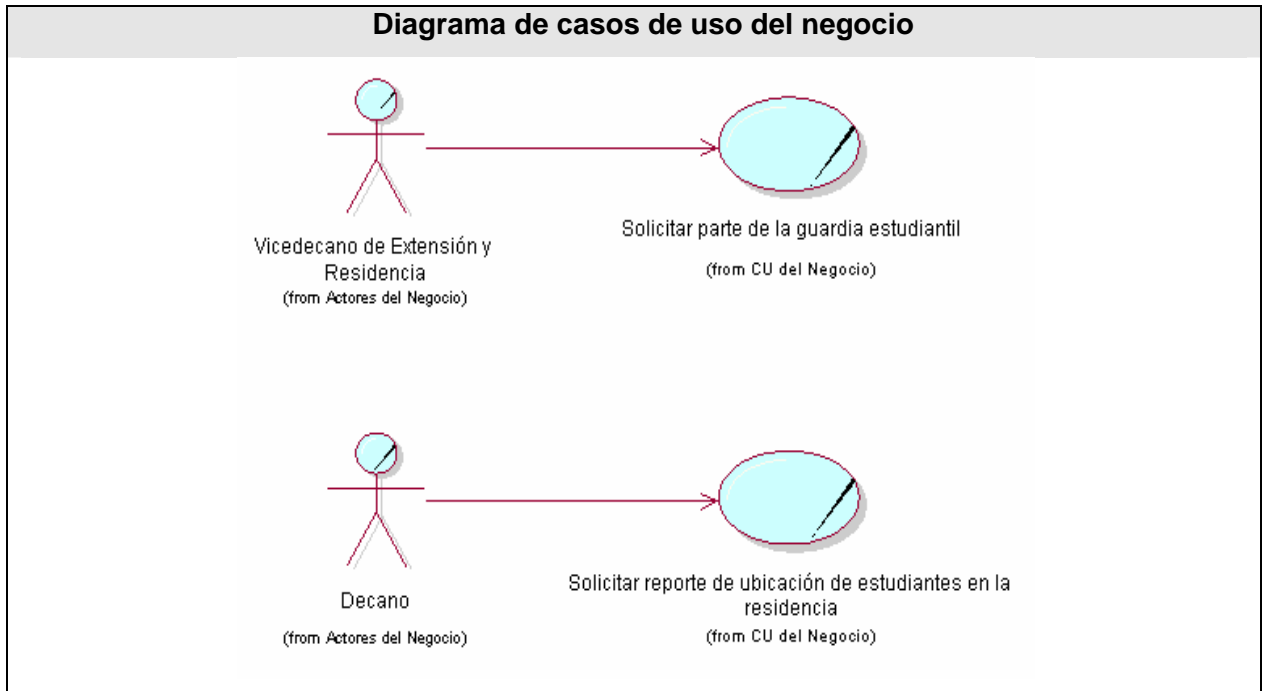 Diagrama de casos de uso del negocio
Vicedecano de Extensión y
Residencia
(from Actores del Negocio)
Solicitar parte de la guardia estudiantil
(from CU del Negocio)
Decano
(from Actores del Negocio)
Solicitar reporte de ubicación de estudiantes en la
residencia
(from CU del Negocio)